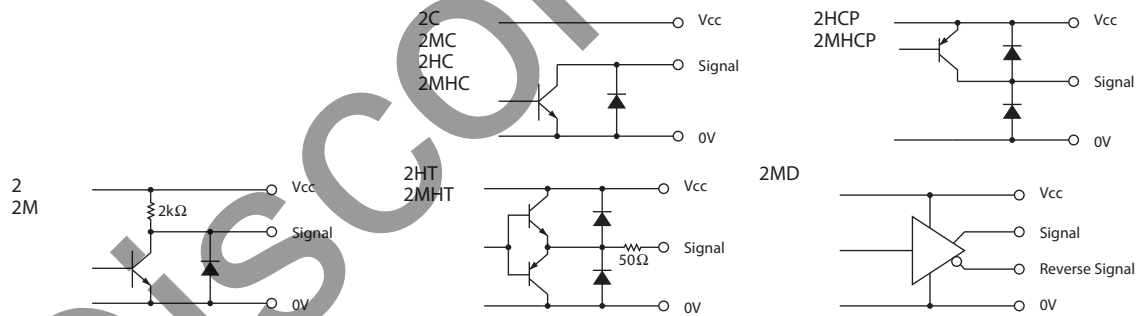 2C
2MC
2HC
2MHC
Vcc
Signal
0V
2HCP
2MHCP
Vcc
Signal
0V
2
2M
2kΩ
Vcc
Signal
0V
2HT
2MHT
50Ω
Vcc
Signal
0V
2MD
Vcc
Signal
Reverse Signal
0V